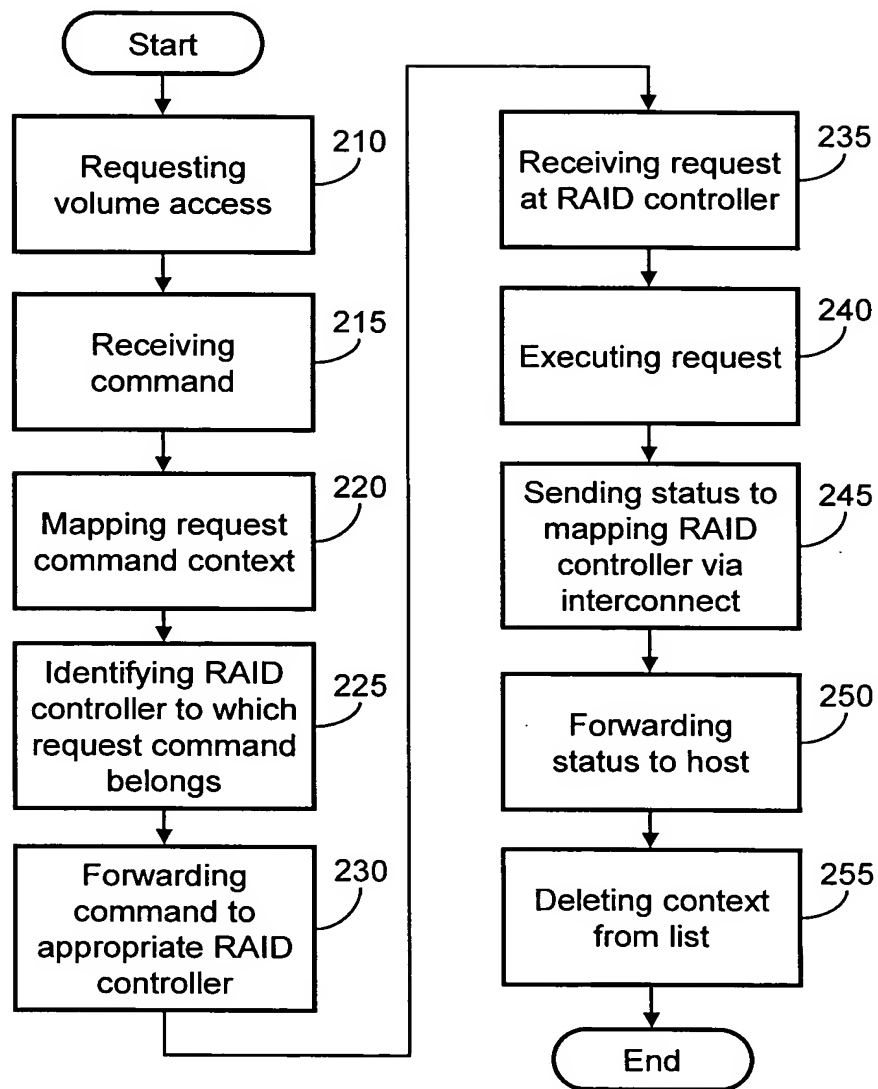 Start
Requesting
volume access
210
Receiving
command
215
Mapping request
command context
220
Identifying RAID
controller to which
request command
belongs
225
Forwarding
command to
appropriate RAID
controller
230
Receiving request
at RAID controller
235
Executing request
240
Sending status to
mapping RAID
controller via
interconnect
245
Forwarding
status to host
250
Deleting context
from list
255
End